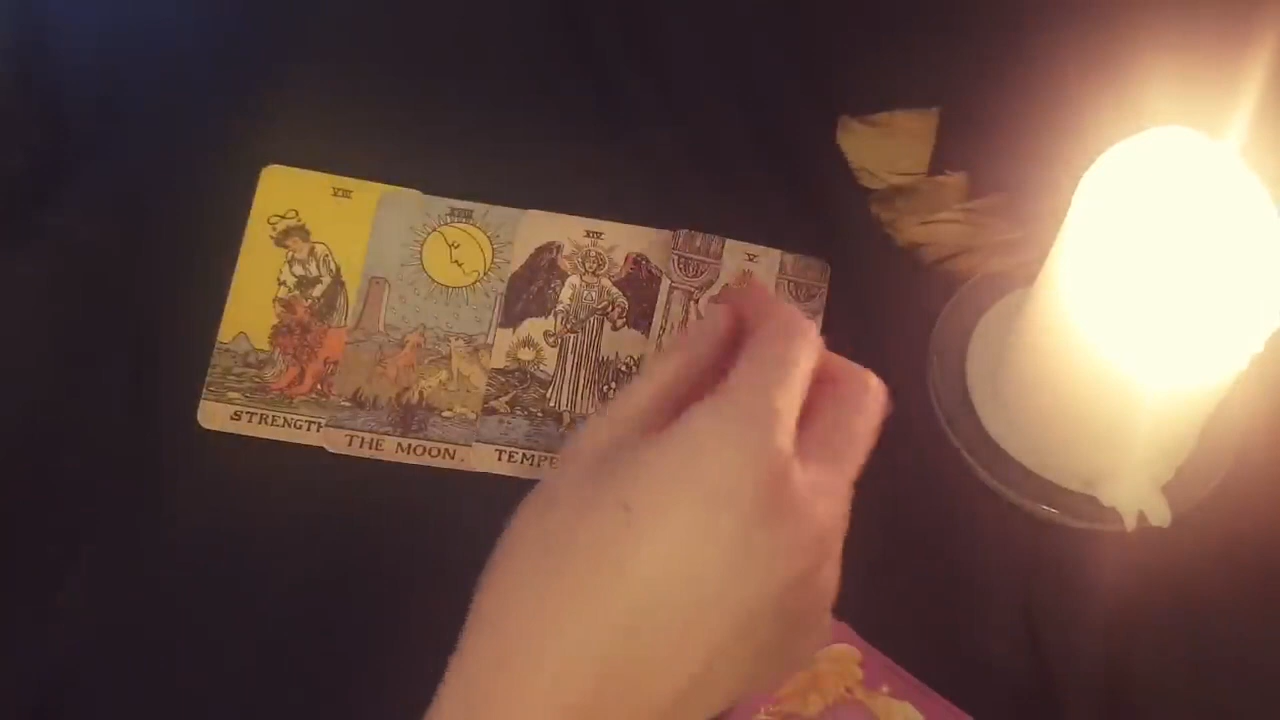 VIII
XVIII
XIV
V
STRENGTH
THE MOON.
TEMPE